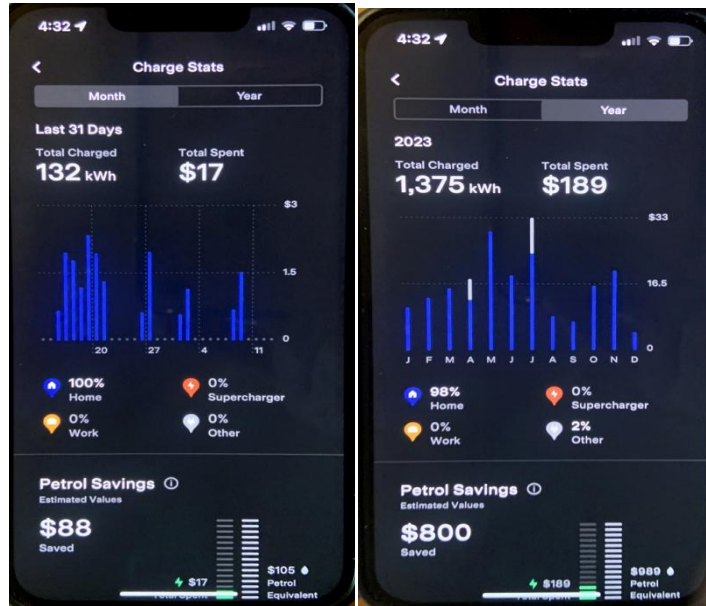 4:32
Charge Stats
Month Year
Last 31 Days
Total Charged Total Spent
132 kWh $17
$3
1.5
0
20 27 4 11
100% Home
0% Supercharger
0% Work
0% Other
Petrol Savings
Estimated Values
$88
Saved
$17
Total Spent
$105
Petrol
Equivalent
4:32
Charge Stats
Month Year
2023
Total Charged Total Spent
1,375 kWh $189
$33
16.5
0
J F M A M J J A S O N D
98% Home
0% Supercharger
0% Work
2% Other
Petrol Savings
Estimated Values
$800
Saved
$189
Total Spent
$989
Petrol
Equivalent